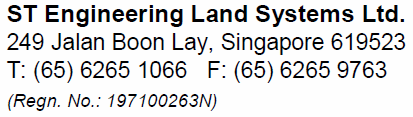 ST Engineering Land Systems Ltd.
249 Jalan Boon Lay, Singapore 619523
T: (65) 6265 1066   F: (65) 6265 9763
(Regn. No.: 197100263N)